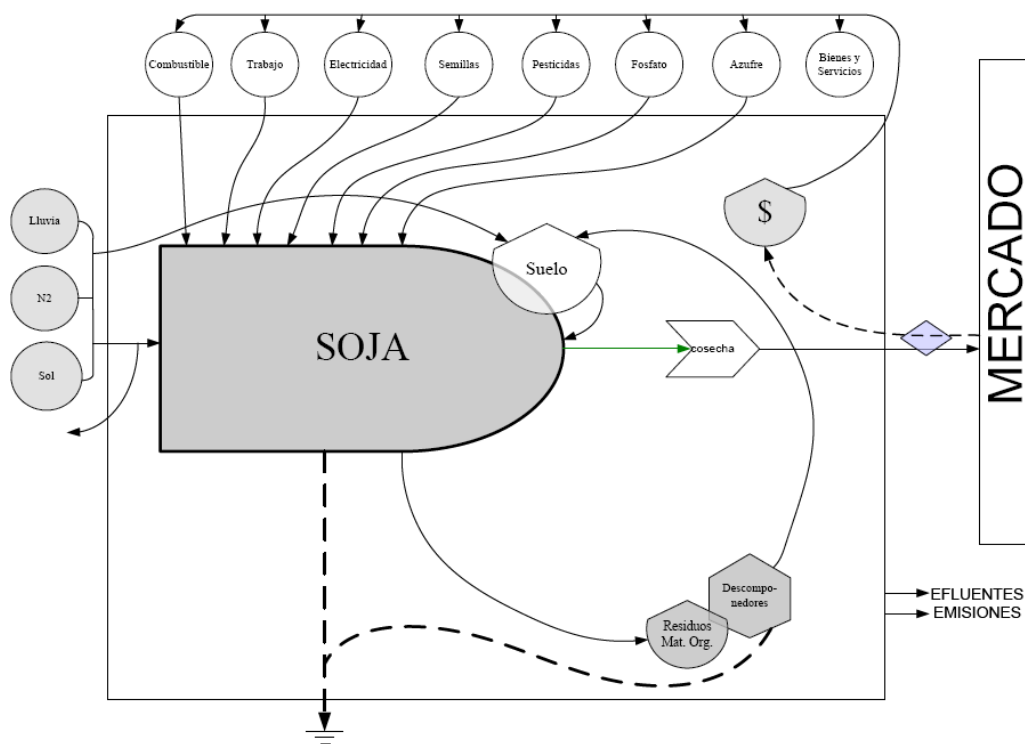 Combustible
Trabajo
Electricidad
Semillas
Pesticidas
Fosfato
Azufre
Bienes y
Servicios
Lluvia
N2
Sol
$
Suelo
SOJA
cosecha
MERCADO
Descompo-
nedores
Residuos
Mat. Org.
EFLUENTES
EMISIONES